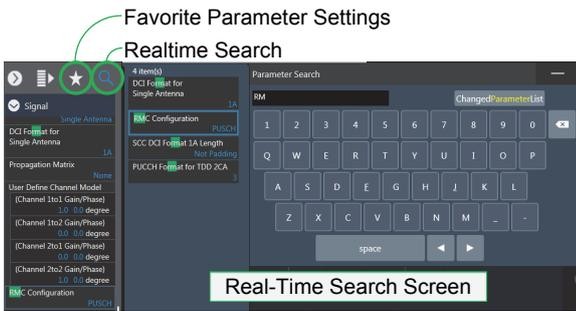 Favorite Parameter Settings
Realtime Search
Signal
Single Antenna
DCI Format for
Single Antenna
1A
Propagation Matrix
None
User Define Channel Model
(Channel 1to1 Gain/Phase)
1.0 0.0 degree
(Channel 1to2 Gain/Phase)
0.0 0.0 degree
(Channel 2to1 Gain/Phase)
0.0 0.0 degree
(Channel 2to2 Gain/Phase)
1.0 0.0 degree
RMC Configuration
PUSCH
4 item(s)
DCI Format for
Single Antenna
1A
RMC Configuration
PUSCH
SCC DCI Format 1A Length
Not Padding
PUCCH Format for TDD 2CA
3
Parameter Search
RM
ChangedParameterList
1 2 3 4 5 6 7 8 9 0
Q W E R T Y U I O P
A S D F G H J K L
Z X C V B N M _ -
space
Real-Time Search Screen